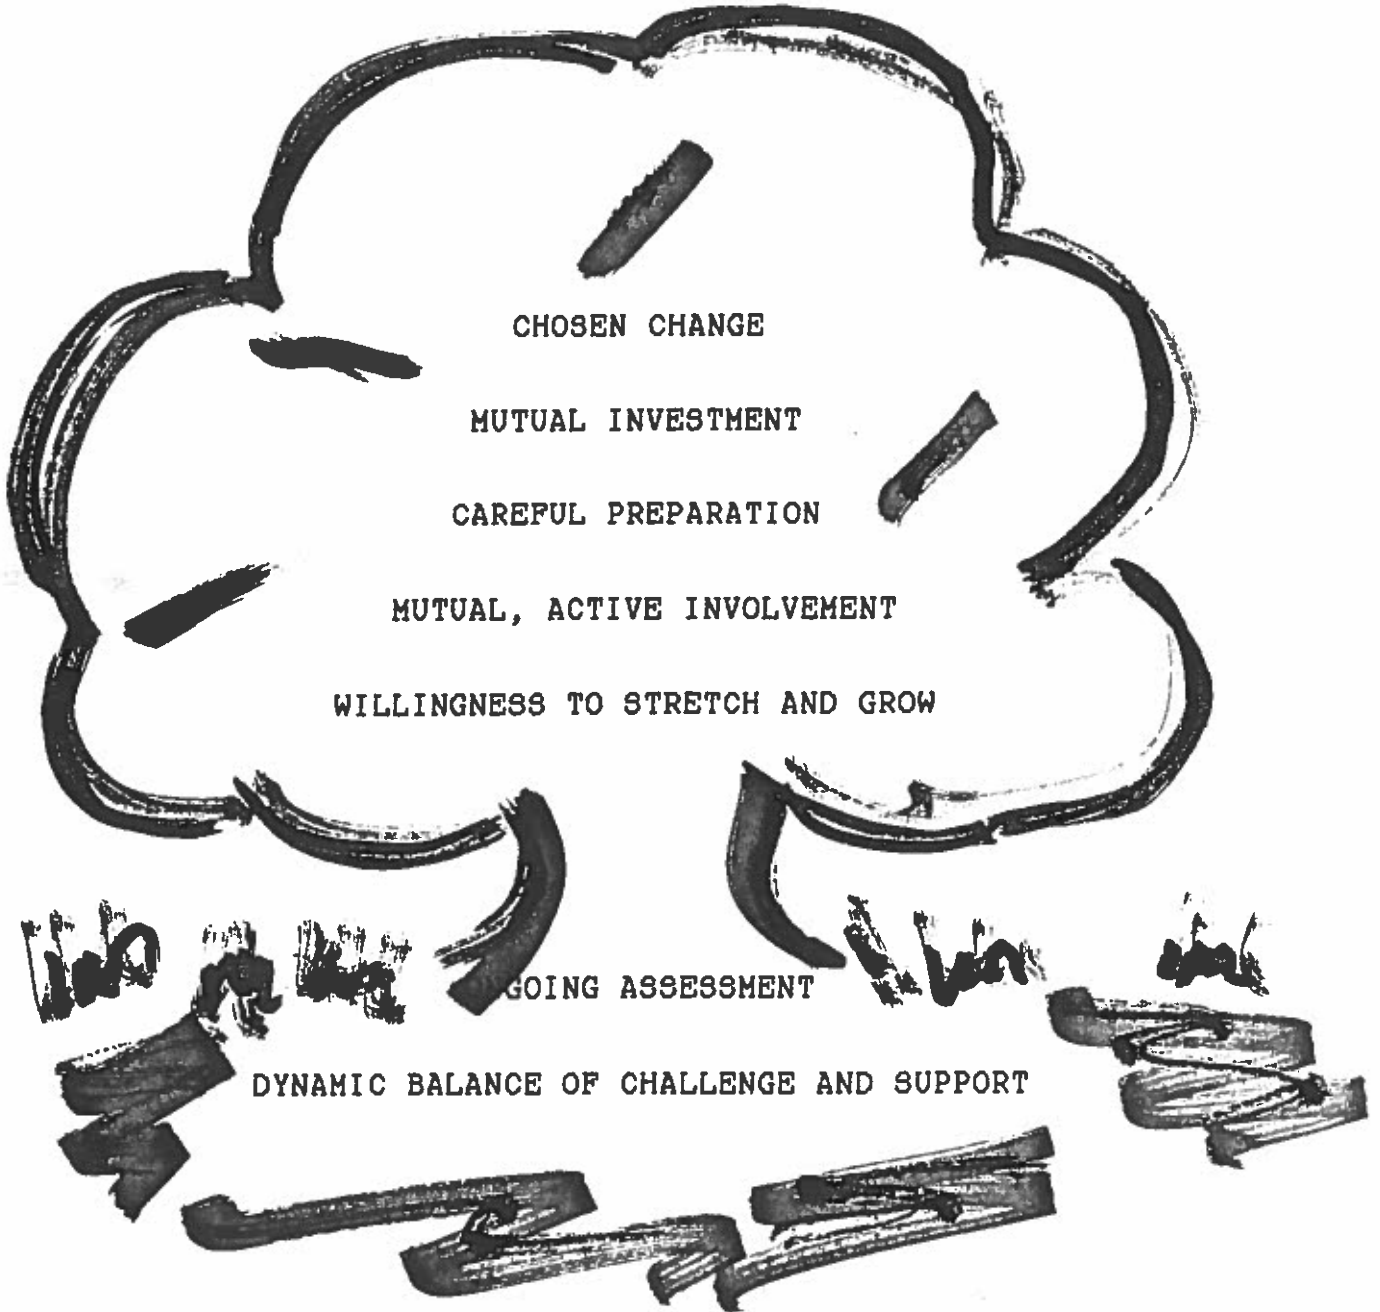 CHOSEN CHANGE
MUTUAL INVESTMENT
CAREFUL PREPARATION
MUTUAL, ACTIVE INVOLVEMENT
WILLINGNESS TO STRETCH AND GROW
GOING ASSESSMENT
DYNAMIC BALANCE OF CHALLENGE AND SUPPORT